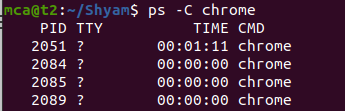 mca@t2:~/Shyam$ ps -C chrome
PID TTY TIME CMD
2051 ? 00:01:11 chrome
2084 ? 00:00:00 chrome
2085 ? 00:00:00 chrome
2089 ? 00:00:00 chrome